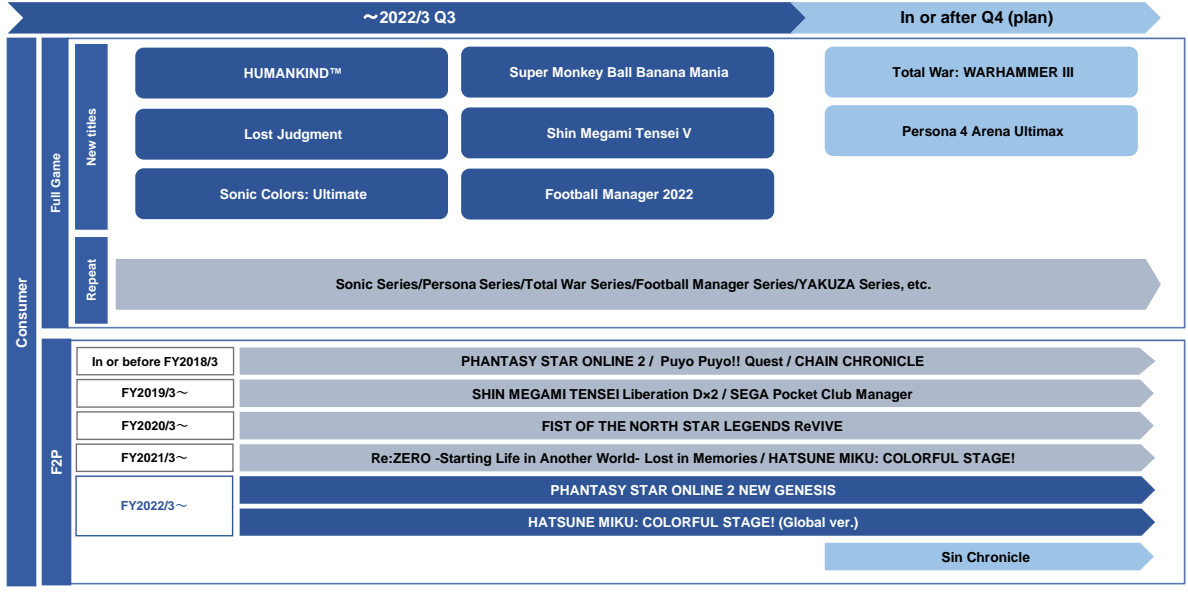 ～2022/3 Q3
In or after Q4 (plan)
Consumer
Full Game
New titles
HUMANKIND™
Super Monkey Ball Banana Mania
Total War: WARHAMMER III
Lost Judgment
Shin Megami Tensei V
Persona 4 Arena Ultimax
Sonic Colors: Ultimate
Football Manager 2022
Repeat
Sonic Series/Persona Series/Total War Series/Football Manager Series/YAKUZA Series, etc.
F2P
In or before FY2018/3
PHANTASY STAR ONLINE 2 / Puyo Puyo!! Quest / CHAIN CHRONICLE
FY2019/3～
SHIN MEGAMI TENSEI Liberation D×2 / SEGA Pocket Club Manager
FY2020/3～
FIST OF THE NORTH STAR LEGENDS ReVIVE
FY2021/3～
Re:ZERO -Starting Life in Another World- Lost in Memories / HATSUNE MIKU: COLORFUL STAGE!
FY2022/3～
PHANTASY STAR ONLINE 2 NEW GENESIS
HATSUNE MIKU: COLORFUL STAGE! (Global ver.)
Sin Chronicle